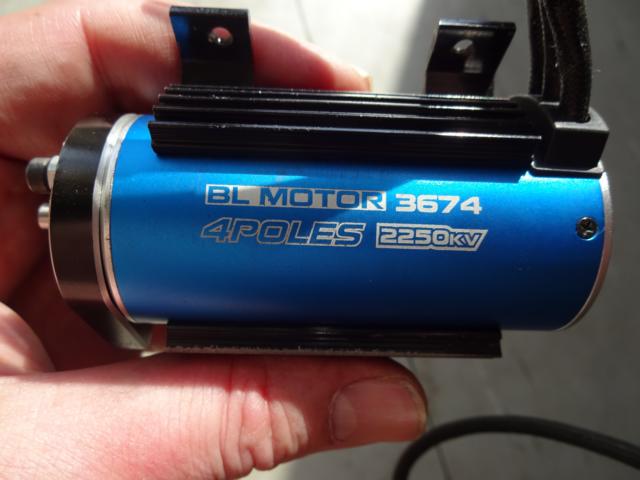 BL MOTOR 3674
4POLES 2250KV